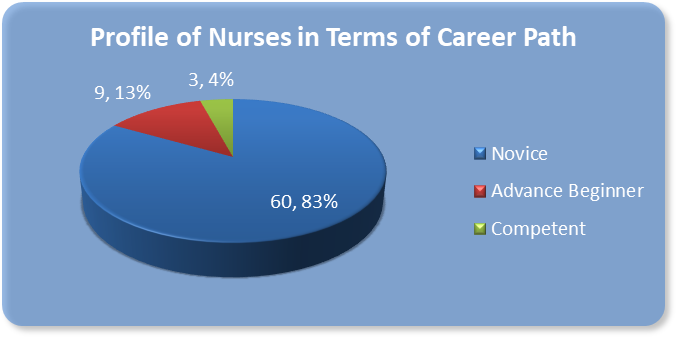 Profile of Nurses in Terms of Career Path
3, 4%
9, 13%
60, 83%
Novice
Advance Beginner
Competent